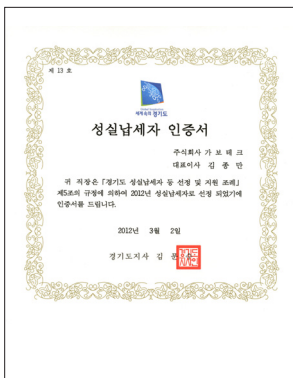 제 13 호
세계속의 경기도
성실납세자 인증서
주식회사 가보테크
대표이사 김종만
귀 직장은「경기도 성실납세자 등 선정 및 지원 조례」
제5조의 규정에 의하여 2012년 성실납세자로 선정 되었기에
인증서를 드립니다.
2012년 3월 2일
경기도지사 김문